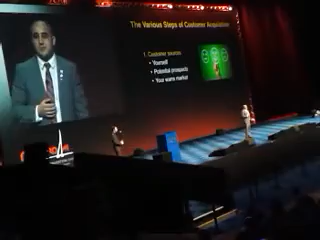 The Various Steps of Customer Acquisition
1. Customer sources:
• Yourself
• Potential prospects
• Your warm market